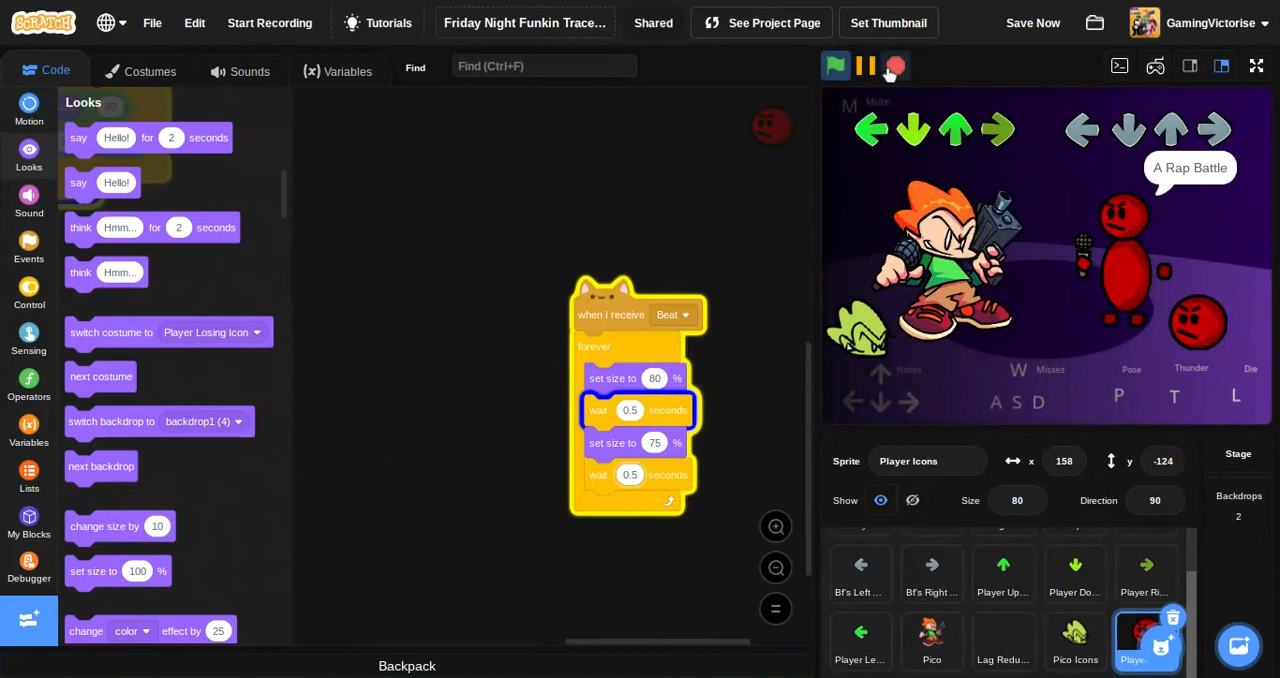 SCRATCH File Edit Start Recording Tutorials Friday Night Funkin Trace... Shared See Project Page Set Thumbnail Save Now GamingVictorise
Code Costumes Sounds (x) Variables Find Find (Ctrl+F)
Motion
Looks
Sound
Events
Control
Sensing
Operators
Variables
Lists
My Blocks
Debugger
Looks
say Hello! for 2 seconds
say Hello!
think Hmm... for 2 seconds
think Hmm...
switch costume to Player Losing Icon
next costume
switch backdrop to backdrop1 (4)
next backdrop
change size by 10
set size to 100 %
change color effect by 25
when I receive Beat
forever
set size to 80 %
wait 0.5 seconds
set size to 75 %
wait 0.5 seconds
Backpack
M Mute
A Rap Battle
Notes W Misses Pose Thunder Die
A S D P T L
Sprite Player Icons x 158 y -124
Show Size 80 Direction 90
Bf's Left ... Bf's Right ... Player Up... Player Do... Player Ri...
Player Le... Pico Lag Redu... Pico Icons Player
Stage
Backdrops
2